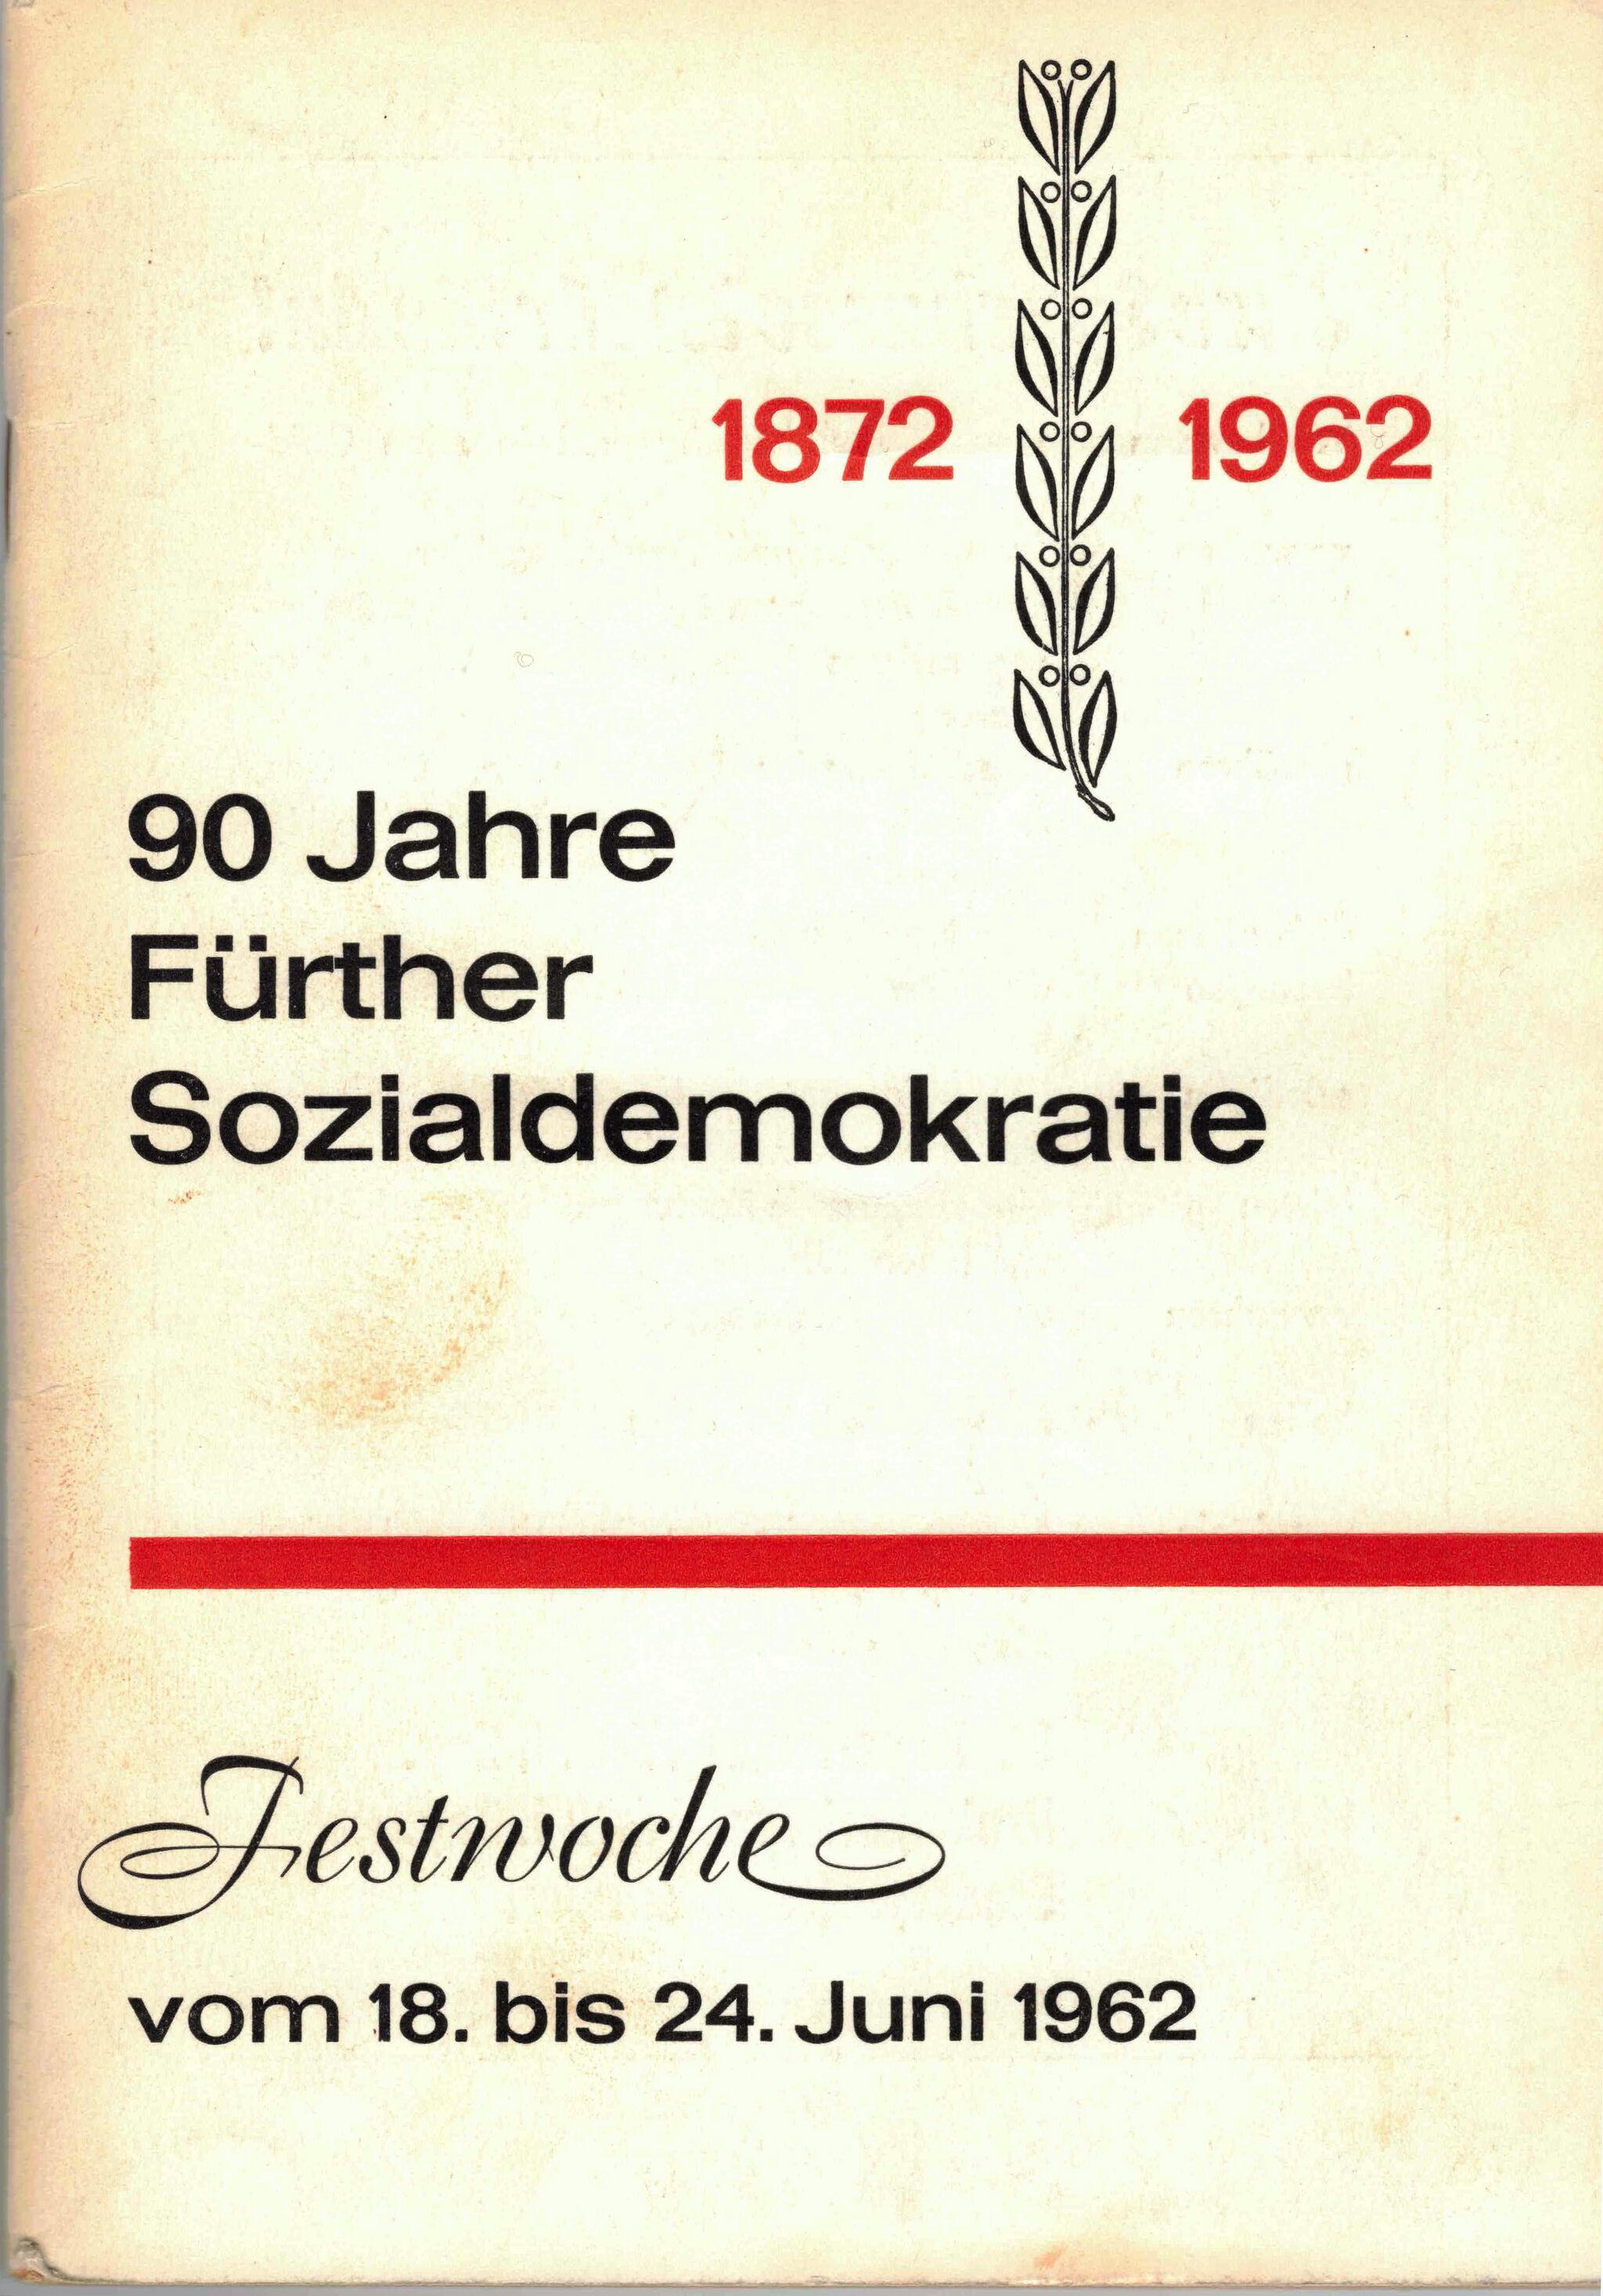 1872 1962
90 Jahre
Fürther
Sozialdemokratie
Festwoche
vom 18. bis 24. Juni 1962